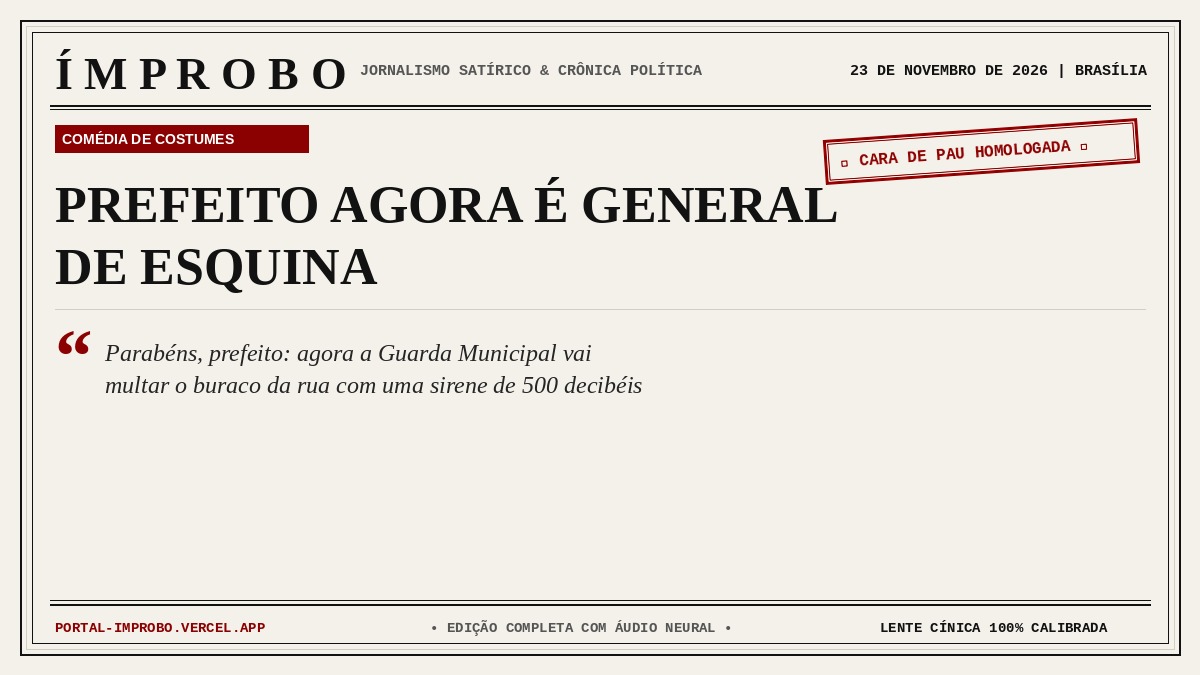 ÍMPROBO
JORNALISMO SATÍRICO & CRÔNICA POLÍTICA
23 DE NOVEMBRO DE 2026 | BRASÍLIA
COMÉDIA DE COSTUMES
CARA DE PAU HOMOLOGADA
PREFEITO AGORA É GENERAL
DE ESQUINA
“ Parabéns, prefeito: agora a Guarda Municipal vai
multar o buraco da rua com uma sirene de 500 decibéis
PORTAL-IMPROBO.VERCEL.APP
• EDIÇÃO COMPLETA COM ÁUDIO NEURAL •
LENTE CÍNICA 100% CALIBRADA